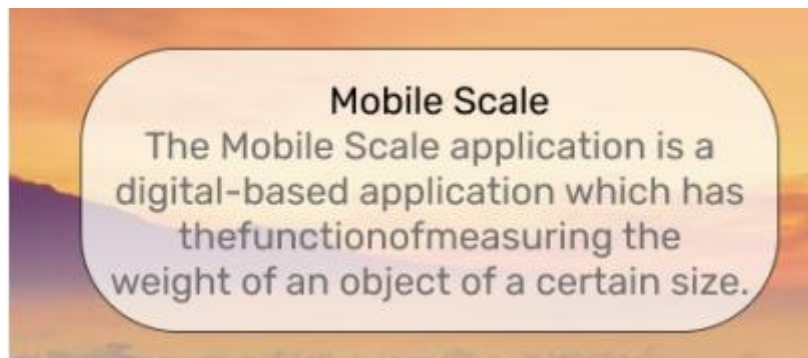 Mobile Scale
The Mobile Scale application is a
digital-based application which has
thefunctionofmeasuring the
weight of an object of a certain size.